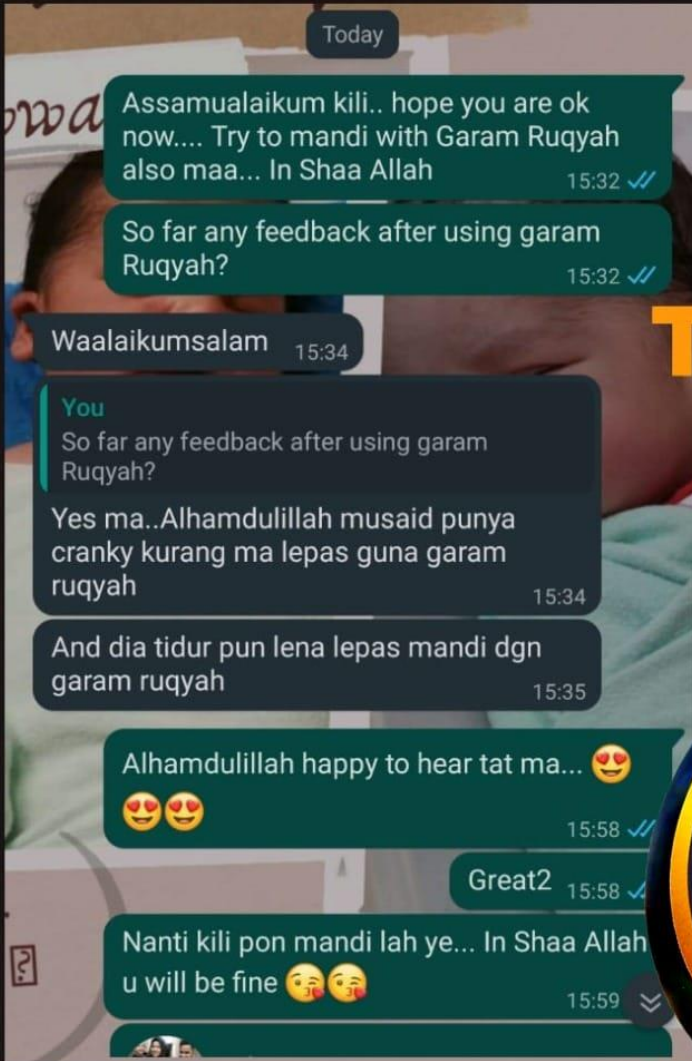 Today
Assamualaikum kili.. hope you are ok
now.... Try to mandi with Garam Ruqyah
also maa... In Shaa Allah
15:32
So far any feedback after using garam
Ruqyah?
15:32
Waalaikumsalam 15:34
You
So far any feedback after using garam
Ruqyah?
Yes ma..Alhamdulillah musaid punya
cranky kurang ma lepas guna garam
ruqyah
15:34
And dia tidur pun lena lepas mandi dgn
garam ruqyah
15:35
Alhamdulillah happy to hear tat ma... 😍
😍😍
15:58
Great2 15:58
Nanti kili pon mandi lah ye... In Shaa Allah
u will be fine 😘😘
15:59